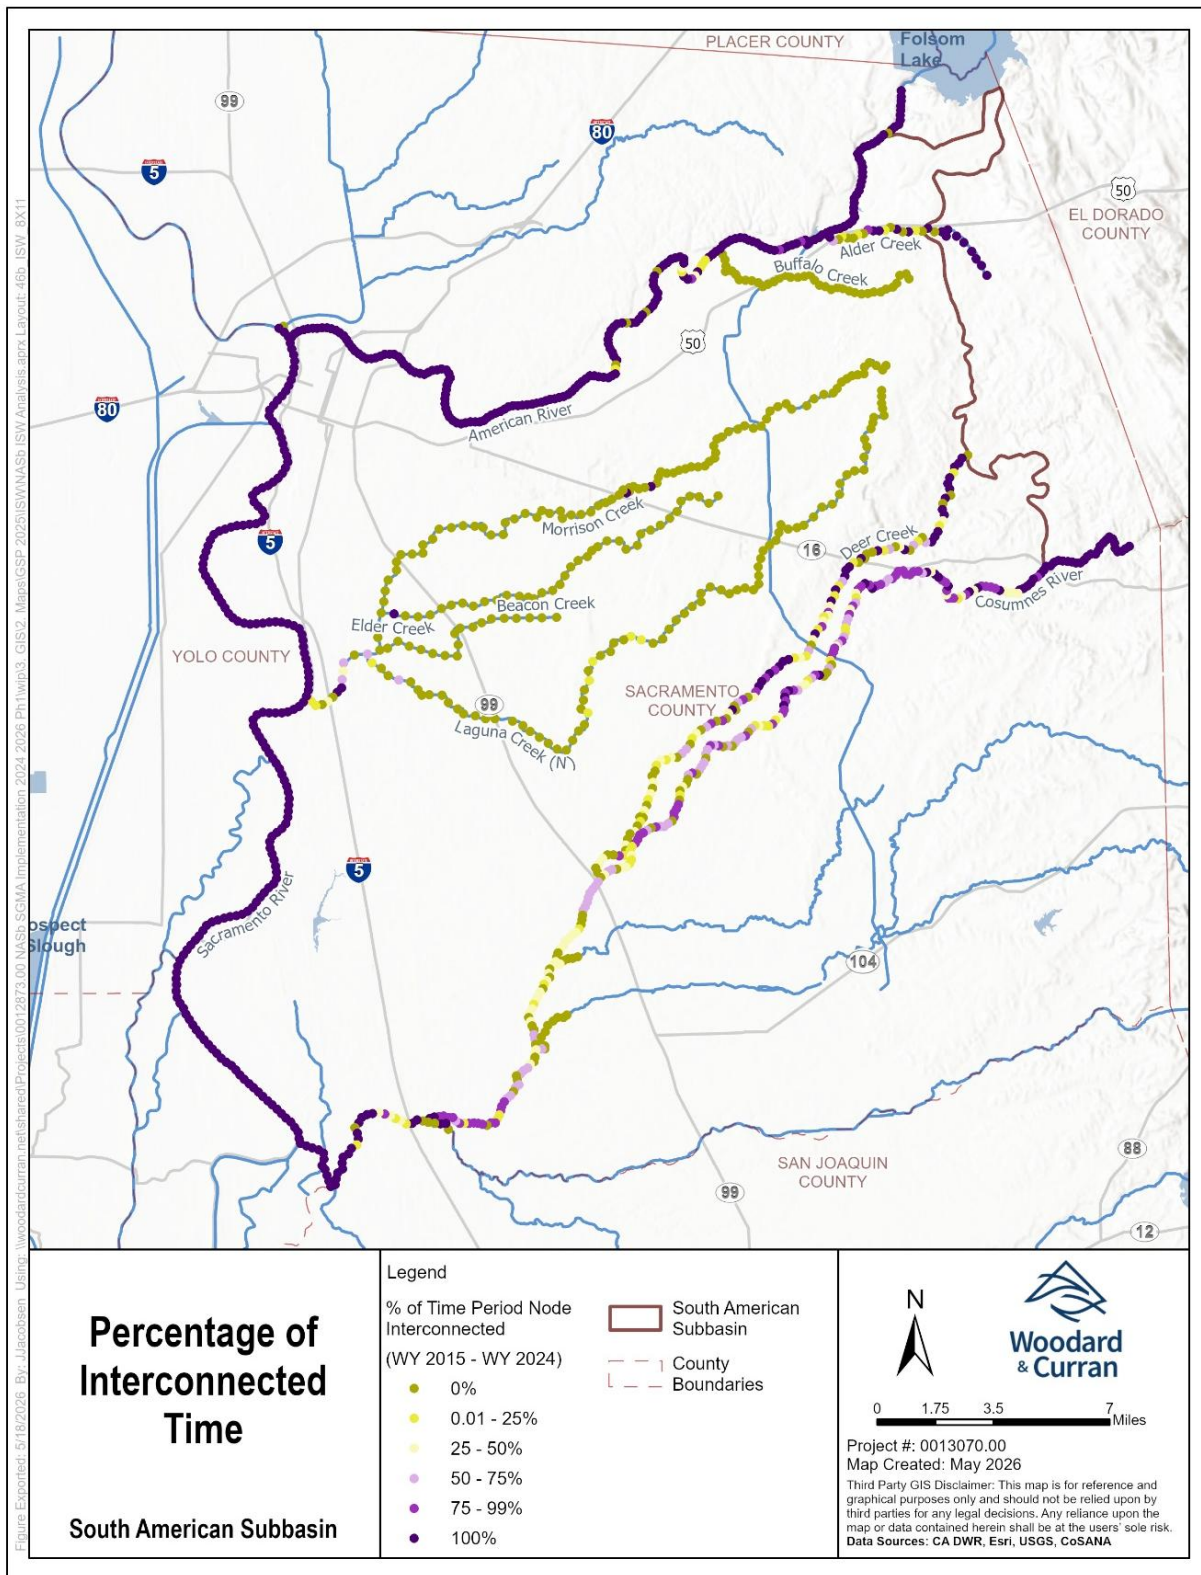 PLACER COUNTY
Folsom
Lake
99
80
5
50
EL DORADO
COUNTY
Alder Creek
Buffalo Creek
50
80
American River
Morrison Creek
5
16
Deer Creek
Cosumnes River
Beacon Creek
Elder Creek
YOLO COUNTY
SACRAMENTO
COUNTY
99
Laguna Creek (N)
5
Sacramento River
ospect
Slough
104
SAN JOAQUIN
COUNTY
88
99
12
Figure Exported: 5/18/2026 By: JJacobsen Using: \\woodardcurran.net\shared\Projects\0012873.00 NASb SGMA Implementation 2024 2026 Ph1\wip\3. GIS\2. Maps\GSP 2025\ISW\NASb ISW Analysis.aprx Layout: 46b ISW 8X11
Percentage of
Interconnected
Time
South American Subbasin
Legend
% of Time Period Node
Interconnected
(WY 2015 - WY 2024)
0%
0.01 - 25%
25 - 50%
50 - 75%
75 - 99%
100%
South American
Subbasin
County
Boundaries
N
Woodard
& Curran
0 1.75 3.5 7
Miles
Project #: 0013070.00
Map Created: May 2026
Third Party GIS Disclaimer: This map is for reference and
graphical purposes only and should not be relied upon by
third parties for any legal decisions. Any reliance upon the
map or data contained herein shall be at the users' sole risk.
Data Sources: CA DWR, Esri, USGS, CoSANA